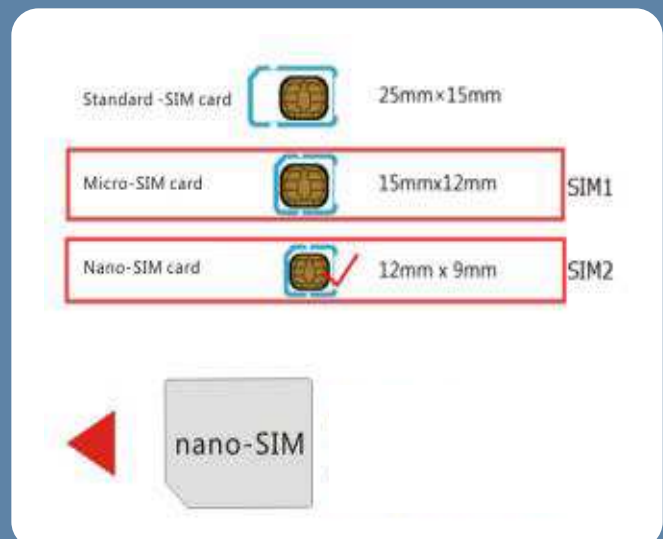 Standard -SIM card 25mm×15mm
Micro-SIM card 15mmx12mm SIM1
Nano-SIM card 12mm x 9mm SIM2
nano-SIM